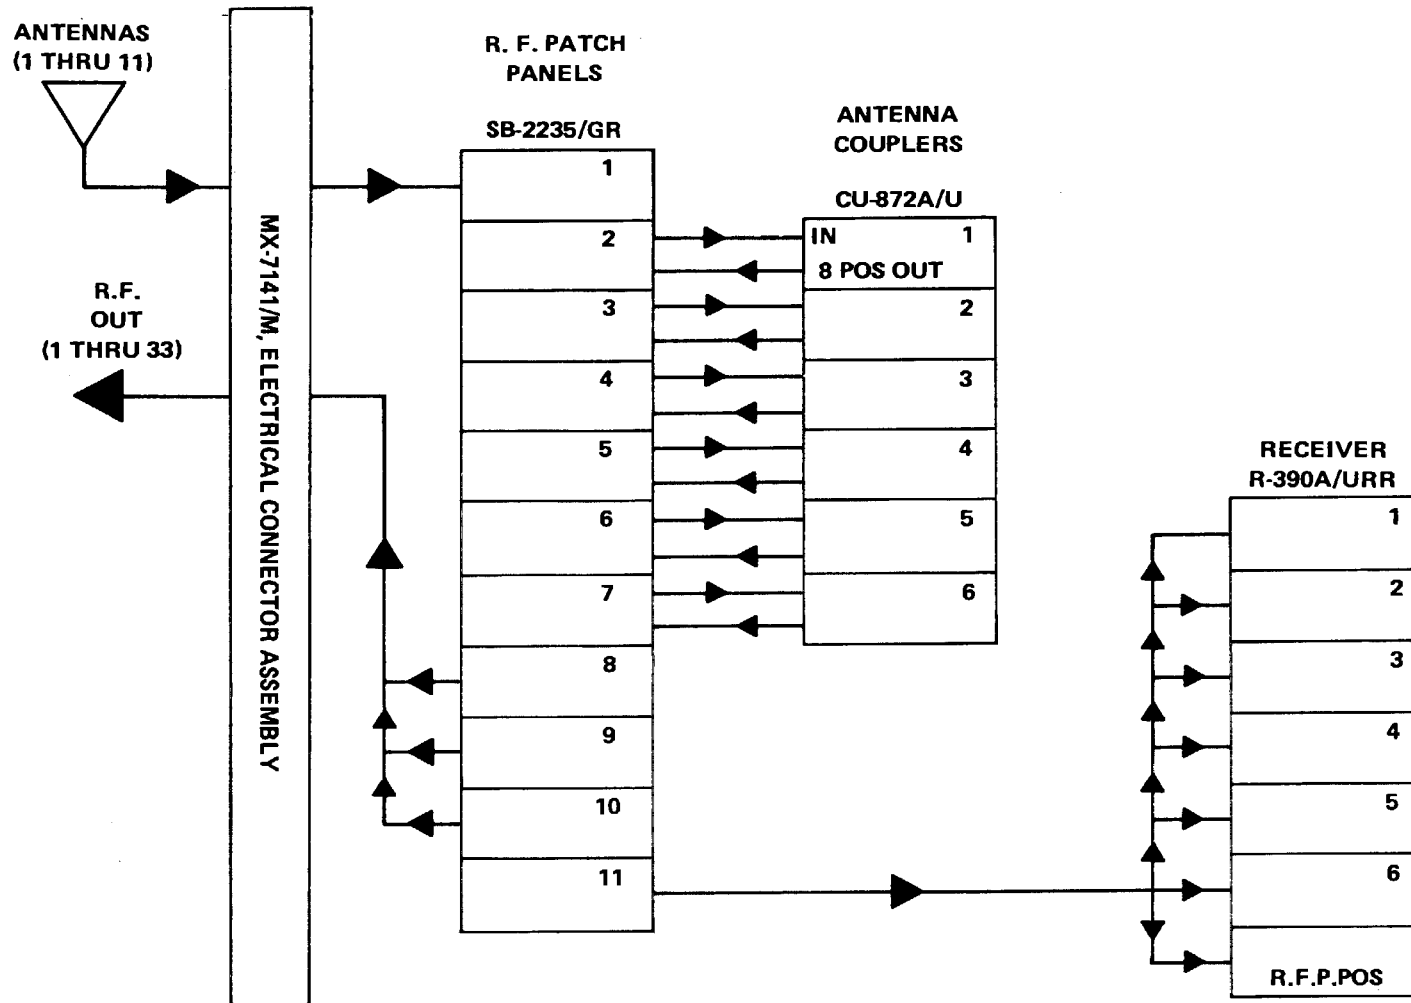 ANTENNAS
(1 THRU 11)
R.F.
OUT
(1 THRU 33)
MX-7141/M, ELECTRICAL CONNECTOR ASSEMBLY
R. F. PATCH
PANELS
SB-2235/GR
1
2
3
4
5
6
7
8
9
10
11
ANTENNA
COUPLERS
CU-872A/U
IN 1
8 POS OUT
2
3
4
5
6
RECEIVER
R-390A/URR
1
2
3
4
5
6
R.F.P.POS